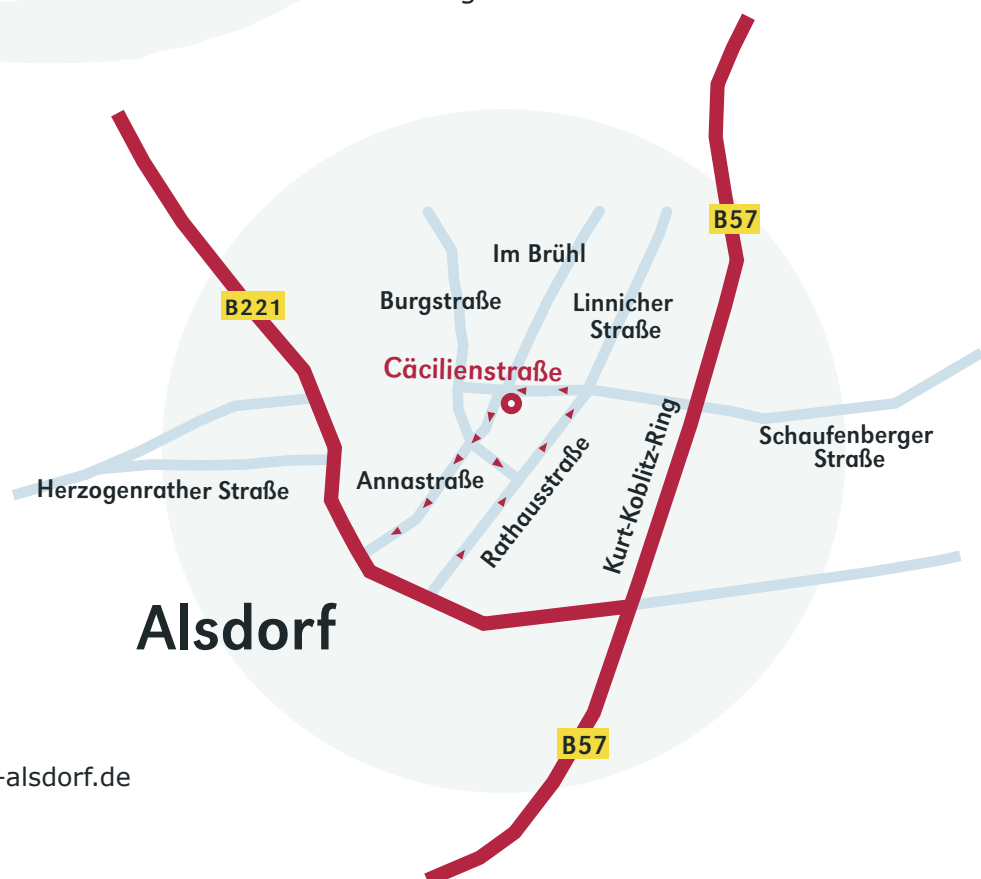 B57
Im Brühl
Burgstraße
Linnicher
Straße
B221
Cäcilienstraße
Kurt-Koblitz-Ring
Schaufenberger
Straße
Annastraße
Rathausstraße
Herzogenrather Straße
Alsdorf
B57
-alsdorf.de